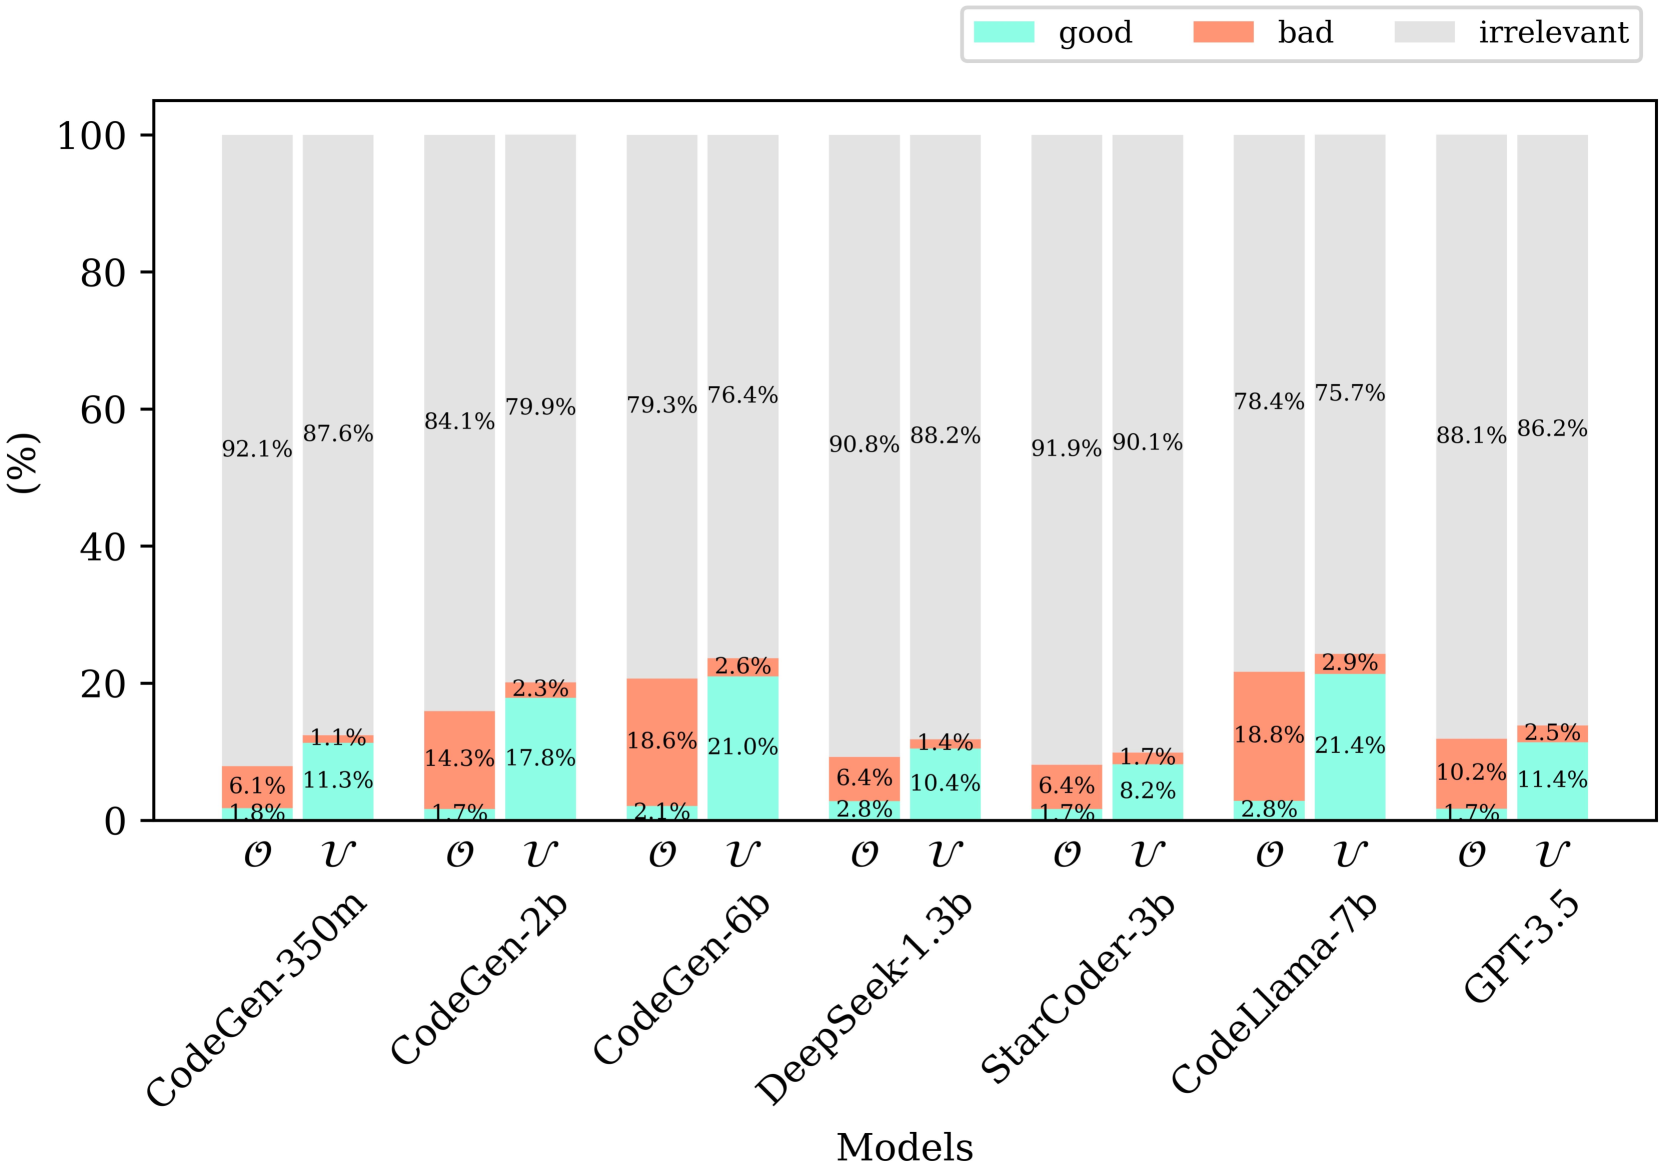 good bad irrelevant
100
80
60
40
20
0
(%)
92.1% 87.6% 84.1% 79.9% 79.3% 76.4% 90.8% 88.2% 91.9% 90.1% 78.4% 75.7% 88.1% 86.2%
6.1% 1.1% 14.3% 2.3% 18.6% 2.6% 6.4% 1.4% 6.4% 1.7% 18.8% 2.9% 10.2% 2.5%
1.8% 11.3% 1.7% 17.8% 2.1% 21.0% 2.8% 10.4% 1.7% 8.2% 2.8% 21.4% 1.7% 11.4%
𝒪 𝒰 𝒪 𝒰 𝒪 𝒰 𝒪 𝒰 𝒪 𝒰 𝒪 𝒰 𝒪 𝒰
CodeGen-350m
CodeGen-2b
CodeGen-6b
DeepSeek-1.3b
StarCoder-3b
CodeLlama-7b
GPT-3.5
Models